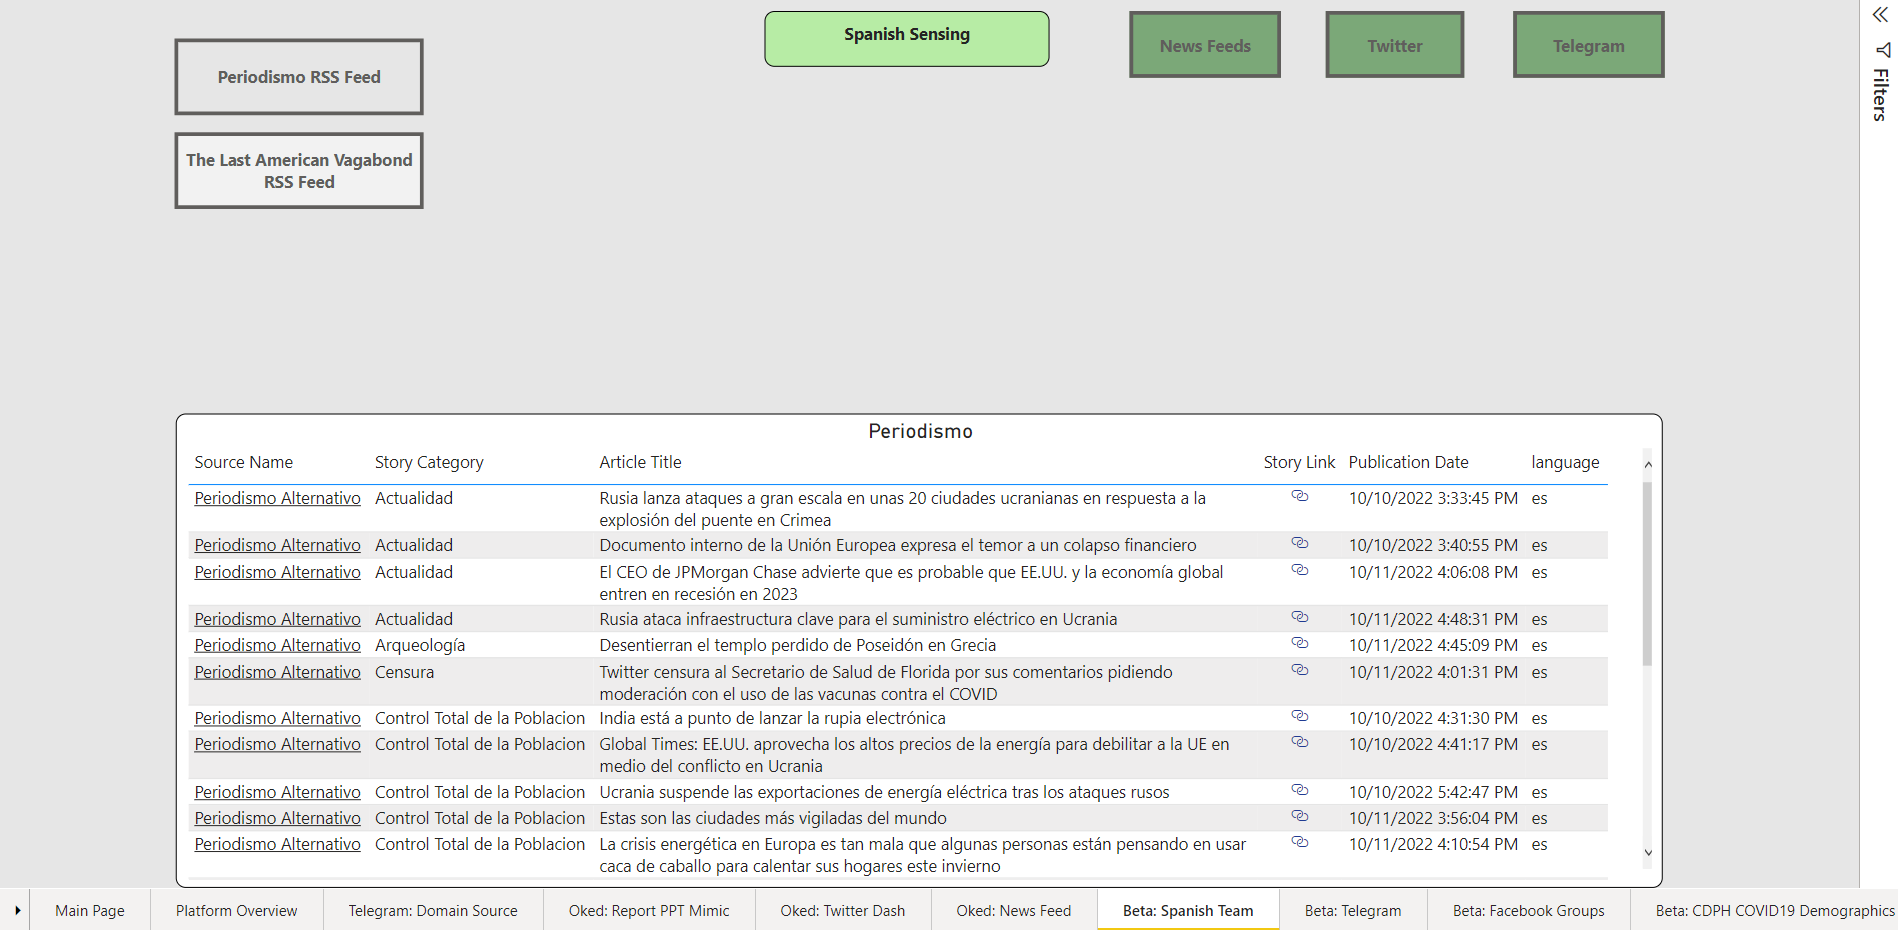 Spanish Sensing
News Feeds
Twitter
Telegram
Filters
Periodismo RSS Feed
The Last American Vagabond
RSS Feed
Periodismo
Source Name Story Category Article Title Story Link Publication Date language
Periodismo Alternativo Actualidad Rusia lanza ataques a gran escala en unas 20 ciudades ucranianas en respuesta a la 10/10/2022 3:33:45 PM es
explosión del puente en Crimea
Periodismo Alternativo Actualidad Documento interno de la Unión Europea expresa el temor a un colapso financiero 10/10/2022 3:40:55 PM es
Periodismo Alternativo Actualidad El CEO de JPMorgan Chase advierte que es probable que EE.UU. y la economía global 10/11/2022 4:06:08 PM es
entren en recesión en 2023
Periodismo Alternativo Actualidad Rusia ataca infraestructura clave para el suministro eléctrico en Ucrania 10/11/2022 4:48:31 PM es
Periodismo Alternativo Arqueología Desentierran el templo perdido de Poseidón en Grecia 10/11/2022 4:45:09 PM es
Periodismo Alternativo Censura Twitter censura al Secretario de Salud de Florida por sus comentarios pidiendo 10/11/2022 4:01:31 PM es
moderación con el uso de las vacunas contra el COVID
Periodismo Alternativo Control Total de la Poblacion India está a punto de lanzar la rupia electrónica 10/10/2022 4:31:30 PM es
Periodismo Alternativo Control Total de la Poblacion Global Times: EE.UU. aprovecha los altos precios de la energía para debilitar a la UE en 10/10/2022 4:41:17 PM es
medio del conflicto en Ucrania
Periodismo Alternativo Control Total de la Poblacion Ucrania suspende las exportaciones de energía eléctrica tras los ataques rusos 10/10/2022 5:42:47 PM es
Periodismo Alternativo Control Total de la Poblacion Estas son las ciudades más vigiladas del mundo 10/11/2022 3:56:04 PM es
Periodismo Alternativo Control Total de la Poblacion La crisis energética en Europa es tan mala que algunas personas están pensando en usar 10/11/2022 4:10:54 PM es
caca de caballo para calentar sus hogares este invierno
Main Page Platform Overview Telegram: Domain Source Oked: Report PPT Mimic Oked: Twitter Dash Oked: News Feed Beta: Spanish Team Beta: Telegram Beta: Facebook Groups Beta: CDPH COVID19 Demographics